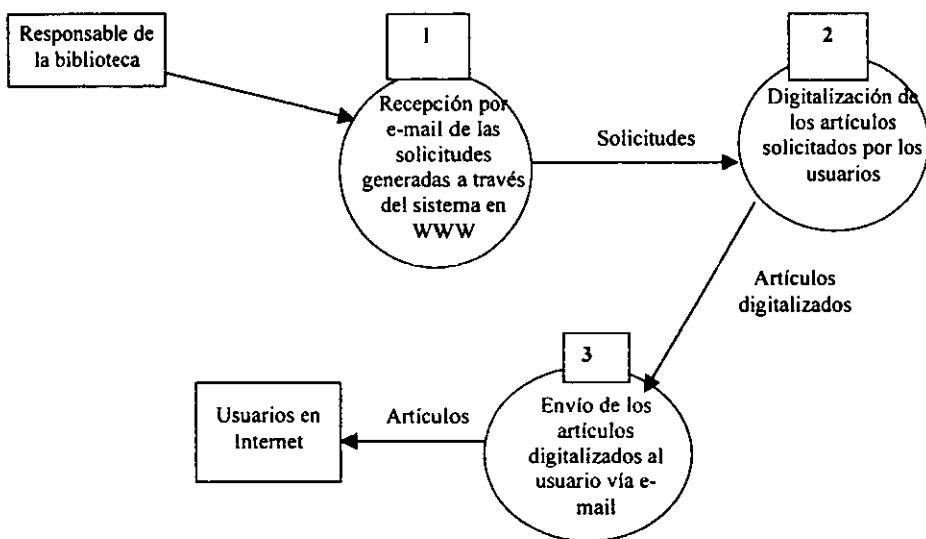 Responsable de
la biblioteca
1
Recepción por
e-mail de las
solicitudes
generadas a través
del sistema en
WWW
Solicitudes
2
Digitalización de
los artículos
solicitados por los
usuarios
Artículos
digitalizados
3
Envío de los
artículos
digitalizados al
usuario vía e-
mail
Artículos
Usuarios en
Internet